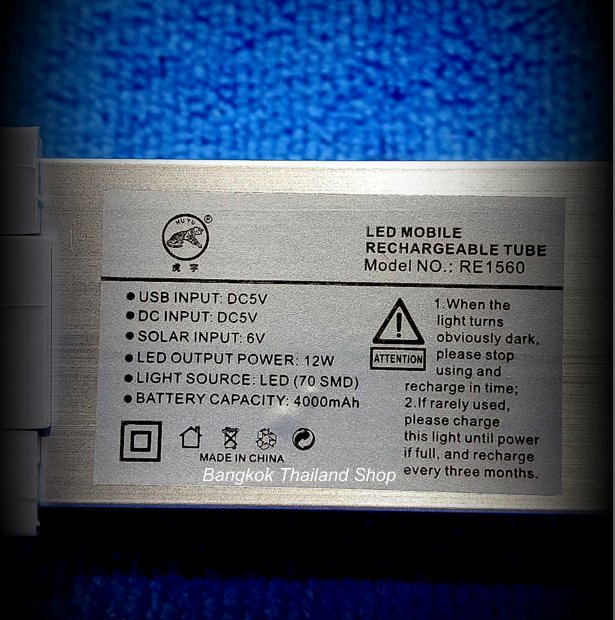 HUYU ®
虎字
LED MOBILE
RECHARGEABLE TUBE
Model NO.: RE1560
● USB INPUT: DC5V
● DC INPUT: DC5V
● SOLAR INPUT: 6V
● LED OUTPUT POWER: 12W
● LIGHT SOURCE: LED (70 SMD)
● BATTERY CAPACITY: 4000mAh
MADE IN CHINA
ATTENTION
1.When the
light turns
obviously dark,
please stop
using and
recharge in time;
2.If rarely used,
please charge
this light until power
if full, and recharge
every three months.
Bangkok Thailand Shop